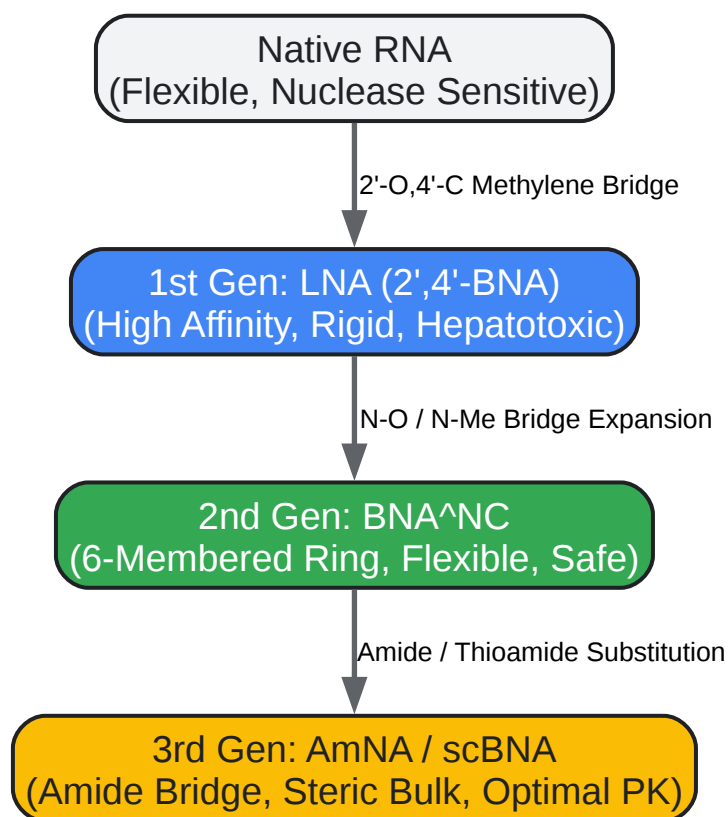 Native RNA
(Flexible, Nuclease Sensitive)
2'-O,4'-C Methylene Bridge
1st Gen: LNA (2',4'-BNA)
(High Affinity, Rigid, Hepatotoxic)
N-O / N-Me Bridge Expansion
2nd Gen: BNA^NC
(6-Membered Ring, Flexible, Safe)
Amide / Thioamide Substitution
3rd Gen: AmNA / scBNA
(Amide Bridge, Steric Bulk, Optimal PK)